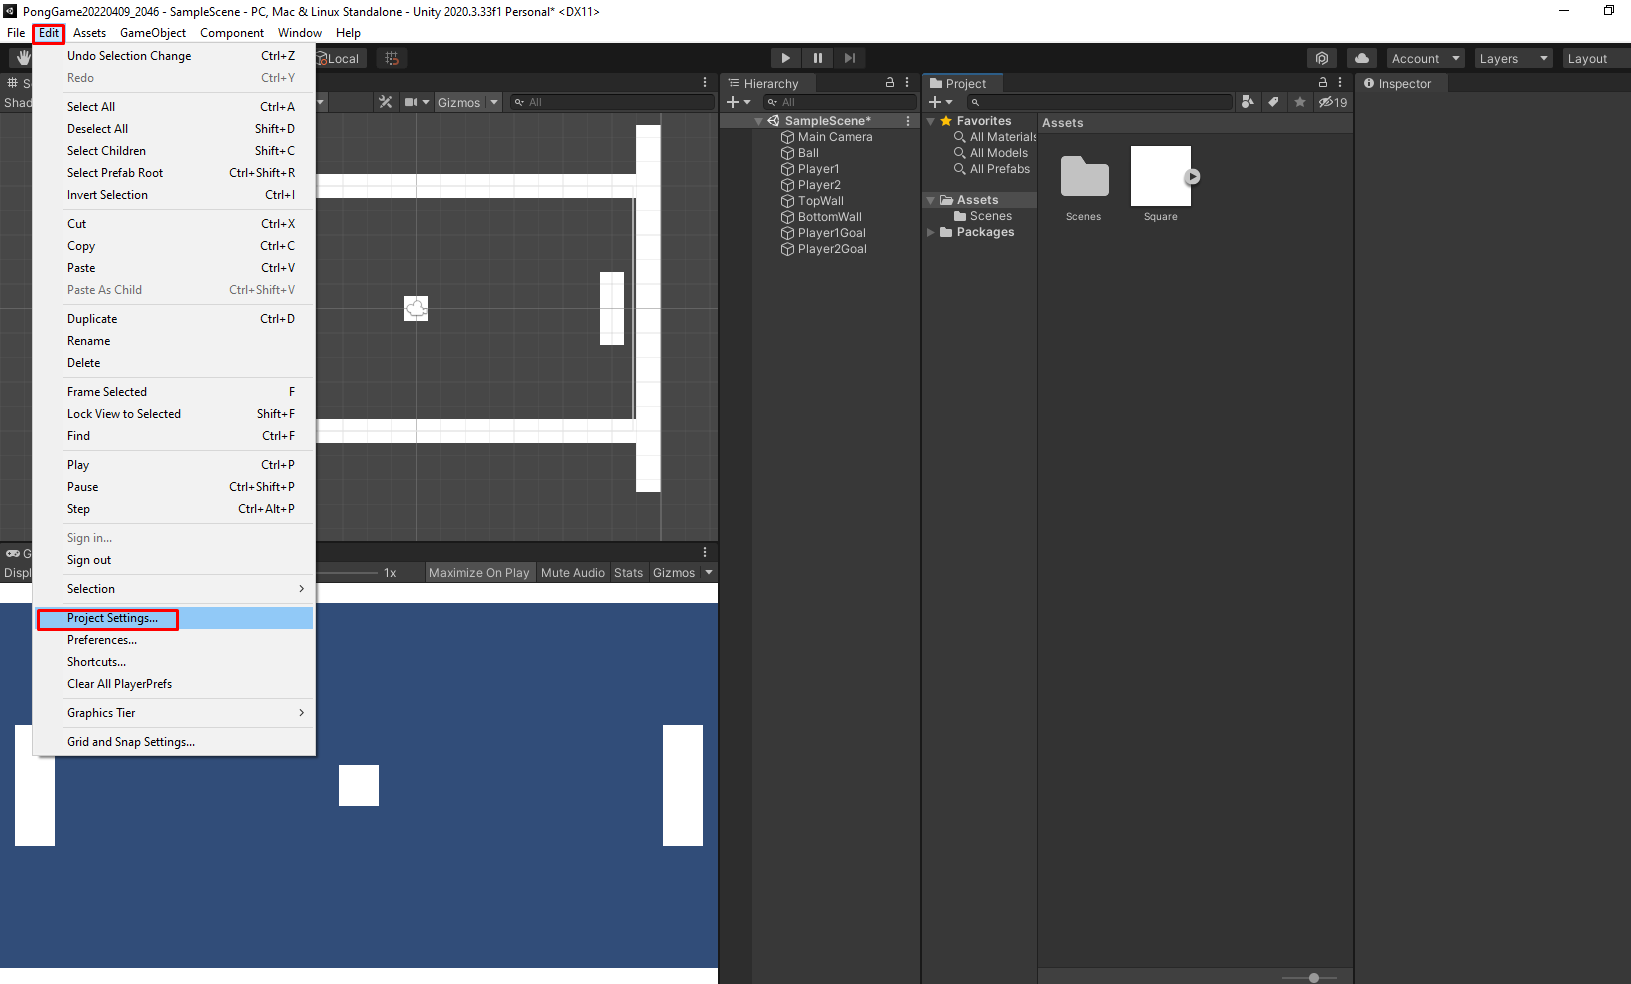 PongGame20220409_2046 - SampleScene - PC, Mac & Linux Standalone - Unity 2020.3.33f1 Personal* <DX11>
File Edit Assets GameObject Component Window Help
Local Account Layers Layout
Undo Selection Change Ctrl+Z
Redo Ctrl+Y
Select All Ctrl+A
Deselect All Shift+D
Select Children Shift+C
Select Prefab Root Ctrl+Shift+R
Invert Selection Ctrl+I
Cut Ctrl+X
Copy Ctrl+C
Paste Ctrl+V
Paste As Child Ctrl+Shift+V
Duplicate Ctrl+D
Rename
Delete
Frame Selected F
Lock View to Selected Shift+F
Find Ctrl+F
Play Ctrl+P
Pause Ctrl+Shift+P
Step Ctrl+Alt+P
Sign in...
Sign out
Selection
Project Settings...
Preferences...
Shortcuts...
Clear All PlayerPrefs
Graphics Tier
Grid and Snap Settings...
S
Shad
Gizmos All
G
Displ 1x Maximize On Play Mute Audio Stats Gizmos
Hierarchy
All
SampleScene*
Main Camera
Ball
Player1
Player2
TopWall
BottomWall
Player1Goal
Player2Goal
Project
19
Favorites
All Materials
All Models
All Prefabs
Assets
Scenes
Packages
Assets
Scenes Square
Inspector